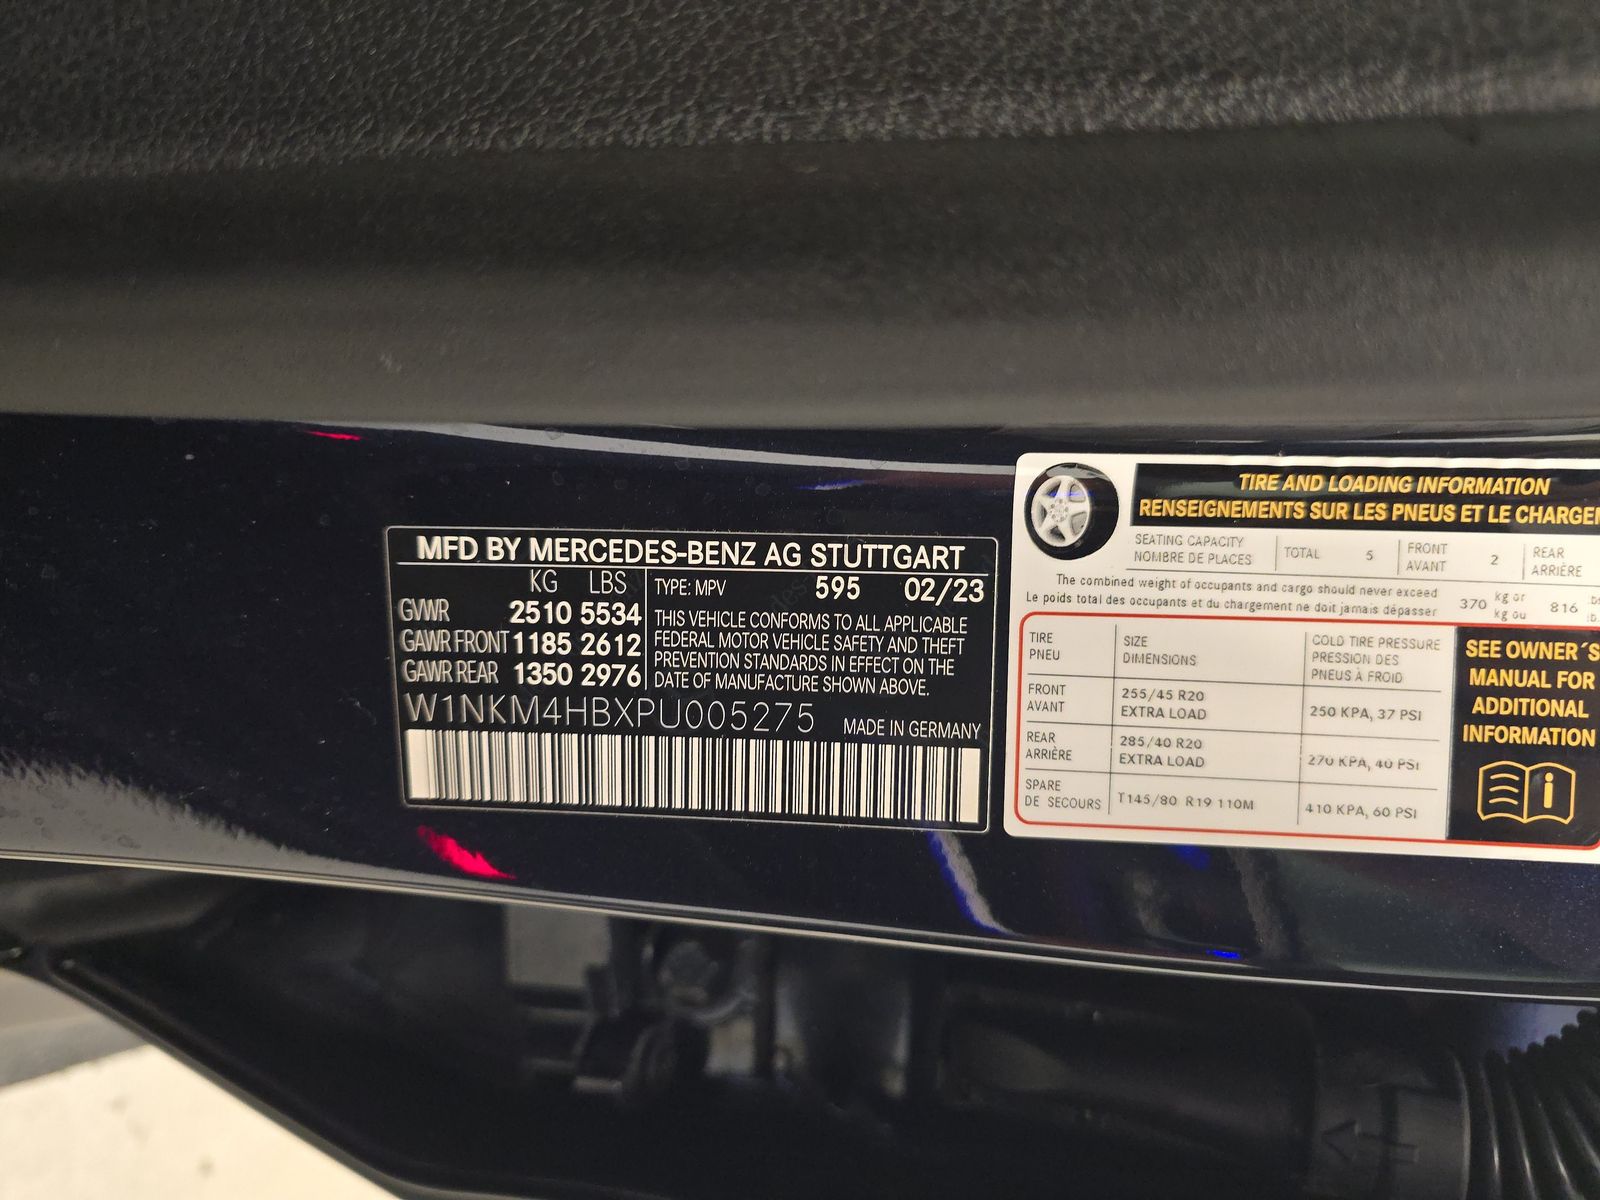 MFD BY MERCEDES-BENZ AG STUTTGART
KG LBS TYPE: MPV 595 02/23
GVWR 2510 5534
GAWR FRONT 1185 2612
GAWR REAR 1350 2976
THIS VEHICLE CONFORMS TO ALL APPLICABLE
FEDERAL MOTOR VEHICLE SAFETY AND THEFT
PREVENTION STANDARDS IN EFFECT ON THE
DATE OF MANUFACTURE SHOWN ABOVE.
W1NKM4HBXPU005275 MADE IN GERMANY
TIRE AND LOADING INFORMATION
RENSEIGNEMENTS SUR LES PNEUS ET LE CHARGEM
SEATING CAPACITY
NOMBRE DE PLACES
TOTAL 5
FRONT
AVANT
2
REAR
ARRIÈRE
The combined weight of occupants and cargo should never exceed
Le poids total des occupants et du chargement ne doit jamais dépasser
370 kg or
kg ou
816
TIRE
PNEU
SIZE
DIMENSIONS
COLD TIRE PRESSURE
PRESSION DES
PNEUS À FROID
FRONT
AVANT
255/45 R20
EXTRA LOAD
250 KPA, 37 PSI
REAR
ARRIÈRE
285/40 R20
EXTRA LOAD
270 KPA, 40 PSI
SPARE
DE SECOURS
T145/80 R19 110M
410 KPA, 60 PSI
SEE OWNER´S
MANUAL FOR
ADDITIONAL
INFORMATION